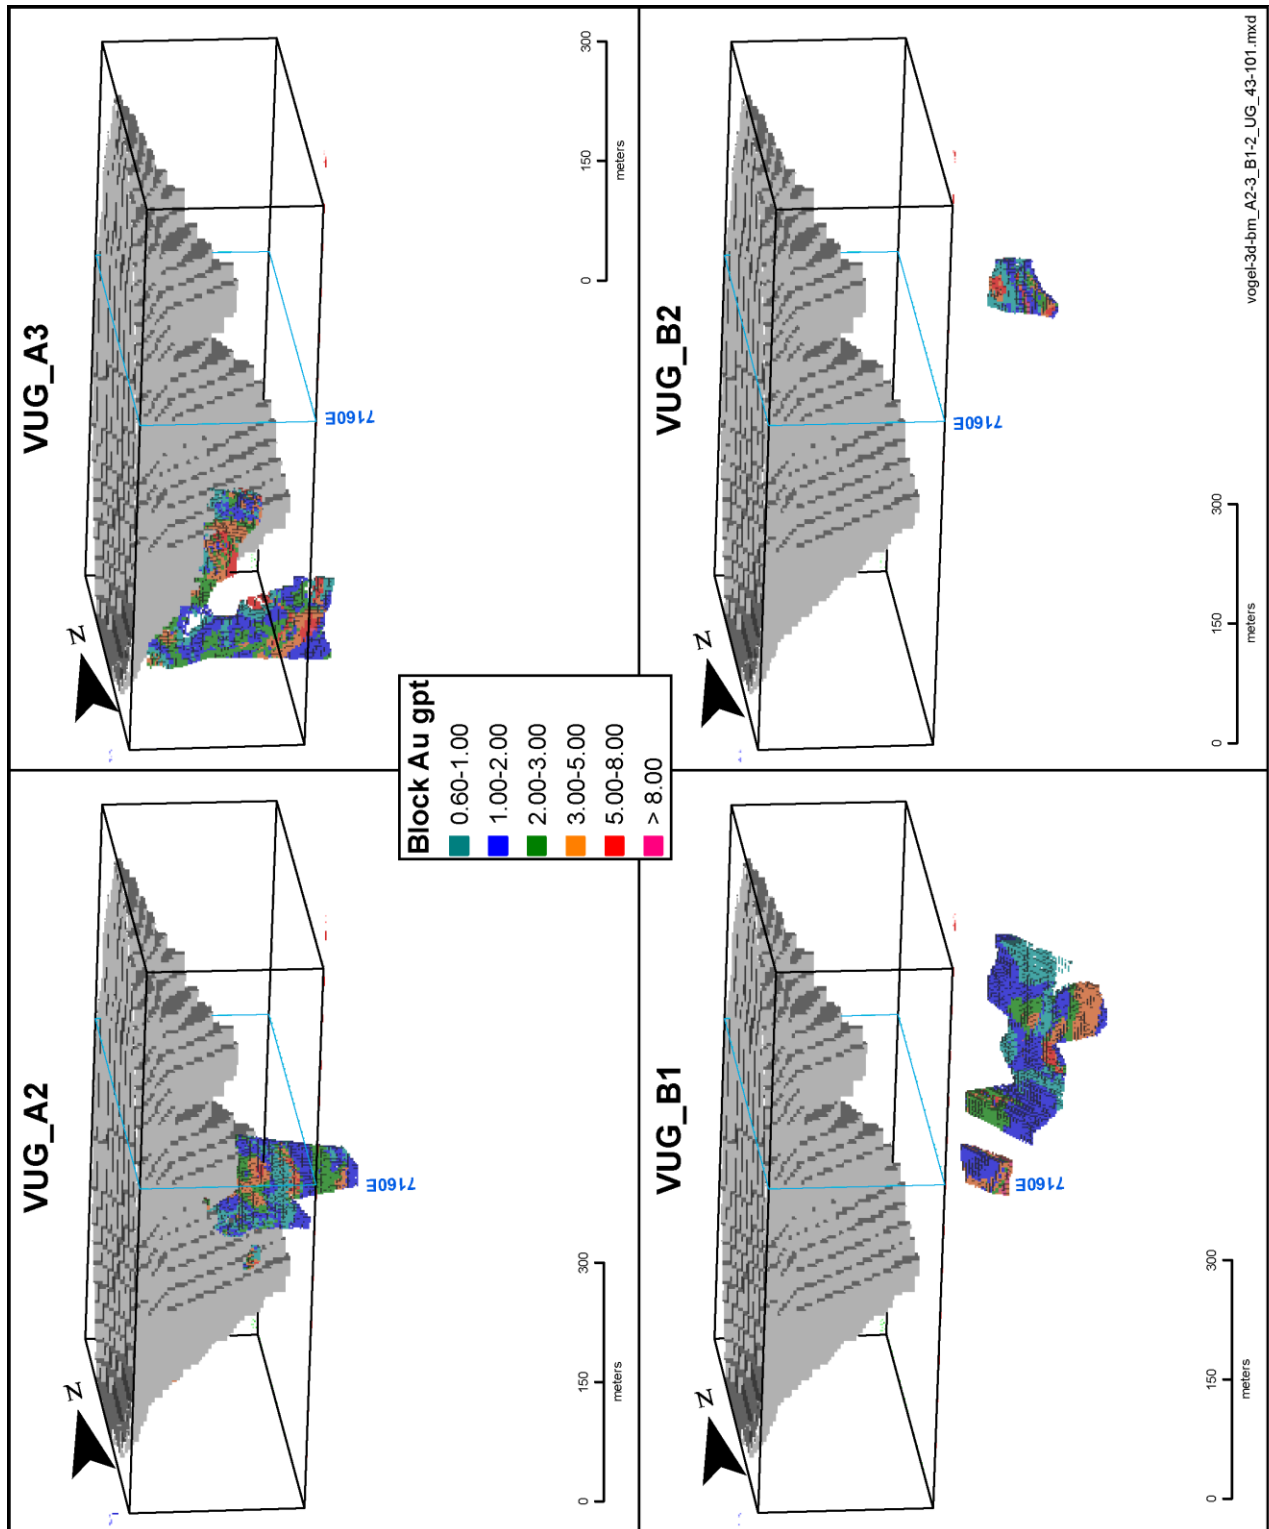 VUG_A2
N
7160E
0 150 300
meters
VUG_A3
N
7160E
0 150 300
meters
Block Au gpt
0.60-1.00
1.00-2.00
2.00-3.00
3.00-5.00
5.00-8.00
> 8.00
VUG_B1
N
7160E
0 150 300
meters
VUG_B2
N
7160E
0 150 300
meters
vogel-3d-bm_A2-3_B1-2_UG_43-101.mxd